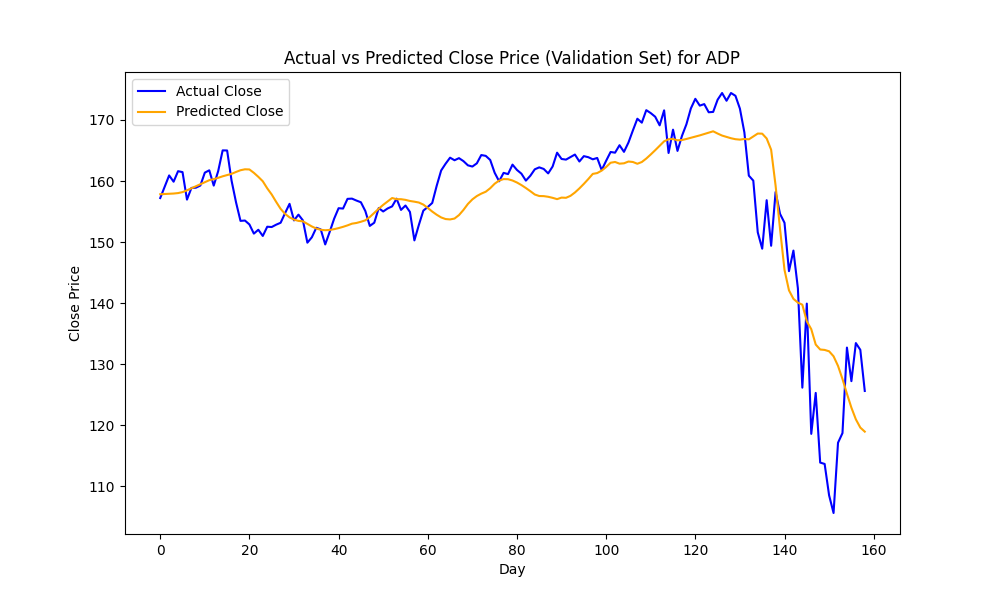 Actual vs Predicted Close Price (Validation Set) for ADP
Actual Close
Predicted Close
170
160
150
140
130
120
110
Close Price
0 20 40 60 80 100 120 140 160
Day